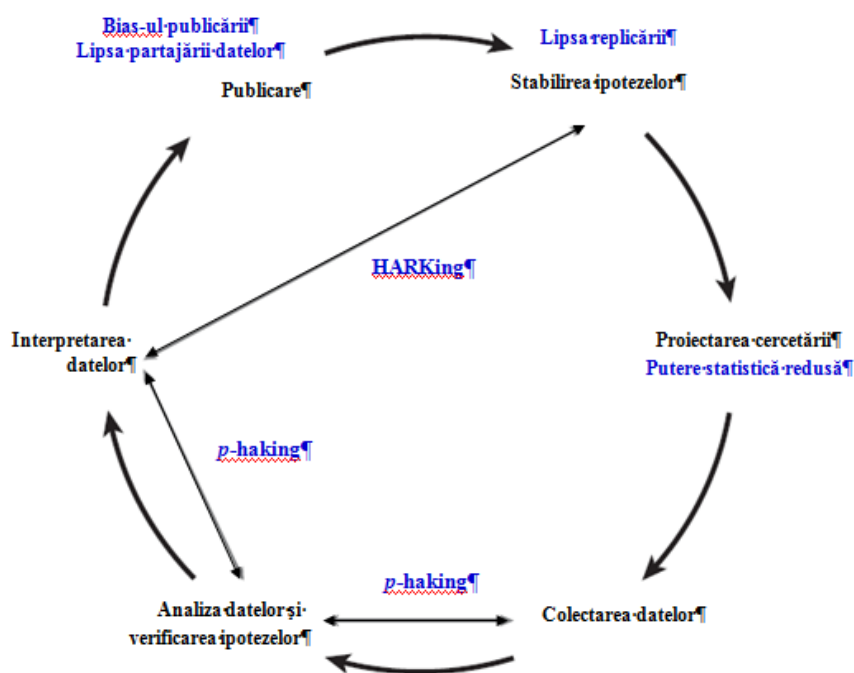 Bias-ul·publicării¶
Lipsa·partajării·datelor¶
Publicare¶
Lipsa·replicării¶
Stabilirea·ipotezelor¶
HARKing¶
Interpretarea·
datelor¶
Proiectarea·cercetării¶
Putere·statistică·redusă¶
p-haking¶
p-haking¶
Analiza·datelor·și·
verificarea·ipotezelor¶
Colectarea·datelor¶